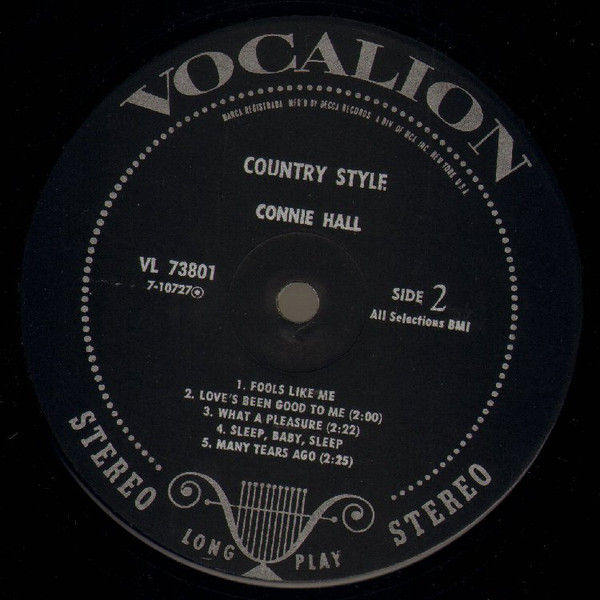 VOCALION
MARCA REGISTRADA MFR'D BY DECCA RECORDS A DIV OF MCA INC. NEW YORK U.S.A.
COUNTRY STYLE
CONNIE HALL
VL 73801
7-10727
SIDE 2
All Selections BMI
1. FOOLS LIKE ME
2. LOVE'S BEEN GOOD TO ME (2:00)
3. WHAT A PLEASURE (2:22)
4. SLEEP, BABY, SLEEP
5. MANY TEARS AGO (2:25)
STEREO
LONG PLAY
STEREO